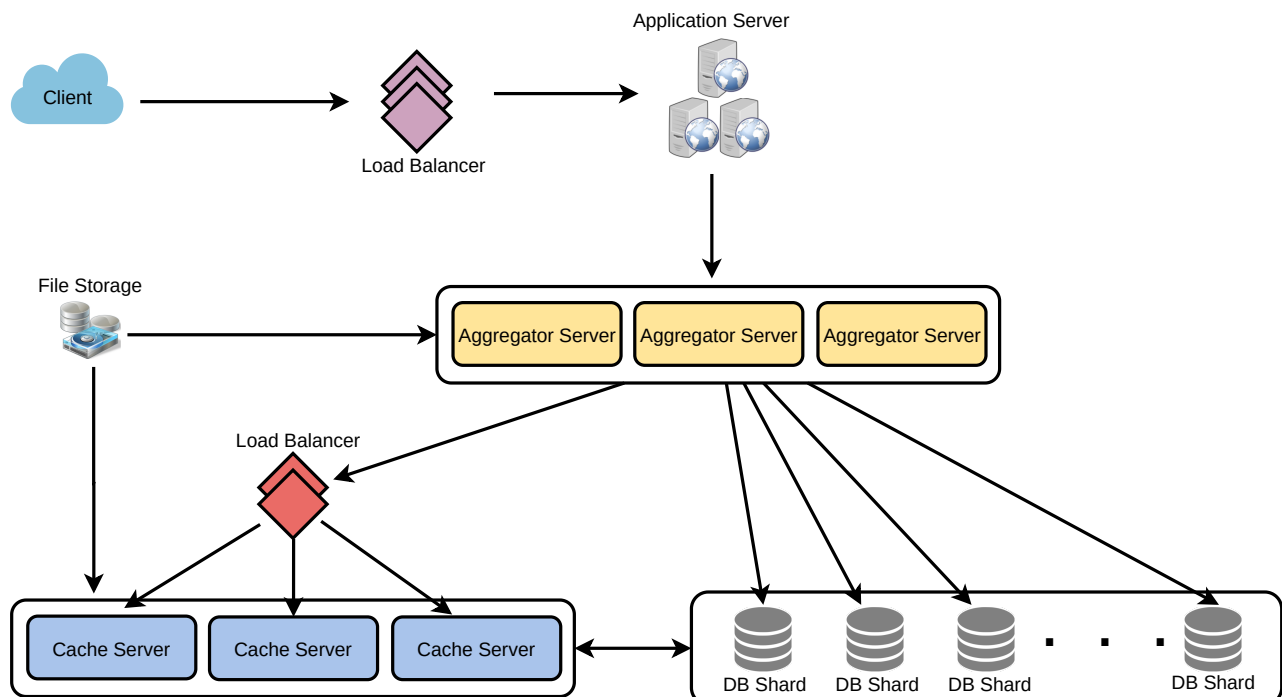 Application Server
Client
Load Balancer
File Storage
Aggregator Server
Aggregator Server
Aggregator Server
Load Balancer
Cache Server
Cache Server
Cache Server
DB Shard
DB Shard
DB Shard
DB Shard